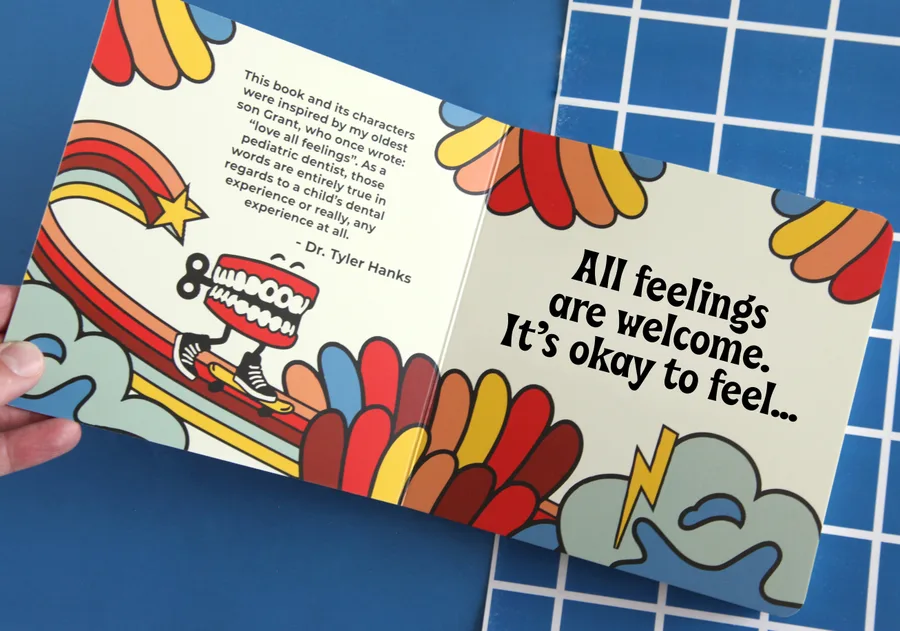 This book and its characters
were inspired by my oldest
son Grant, who once wrote:
“love all feelings”. As a
pediatric dentist, those
words are entirely true in
regards to a child’s dental
experience or really, any
experience at all.
- Dr. Tyler Hanks
All feelings
are welcome.
It’s okay to feel...